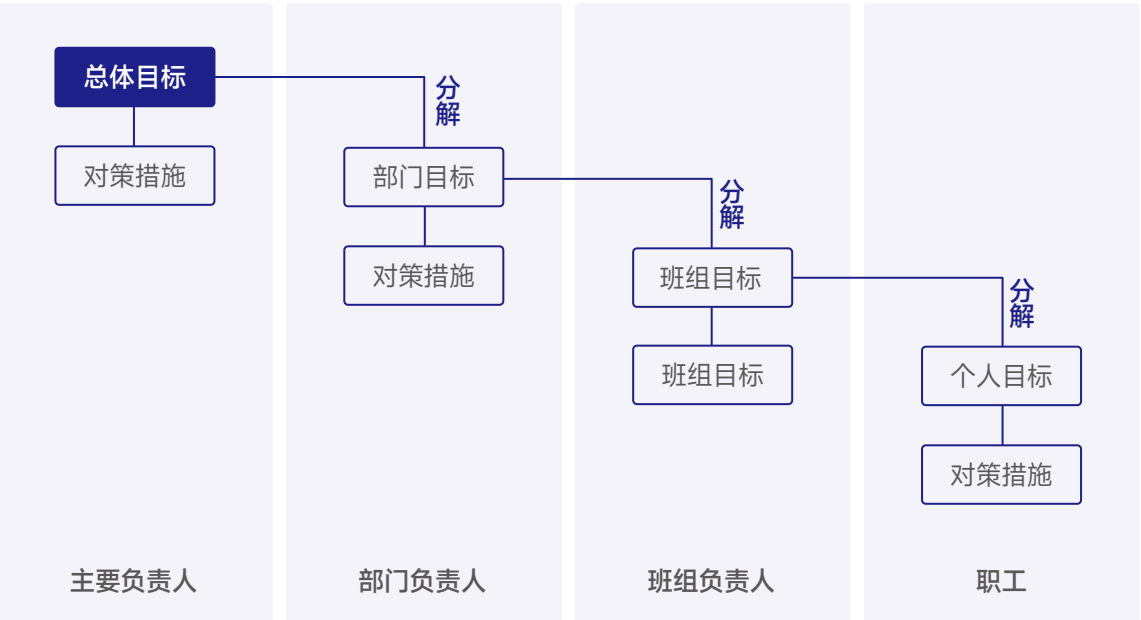 总体目标
对策措施
主要负责人
分解
部门目标
对策措施
部门负责人
分解
班组目标
班组目标
班组负责人
分解
个人目标
对策措施
职工